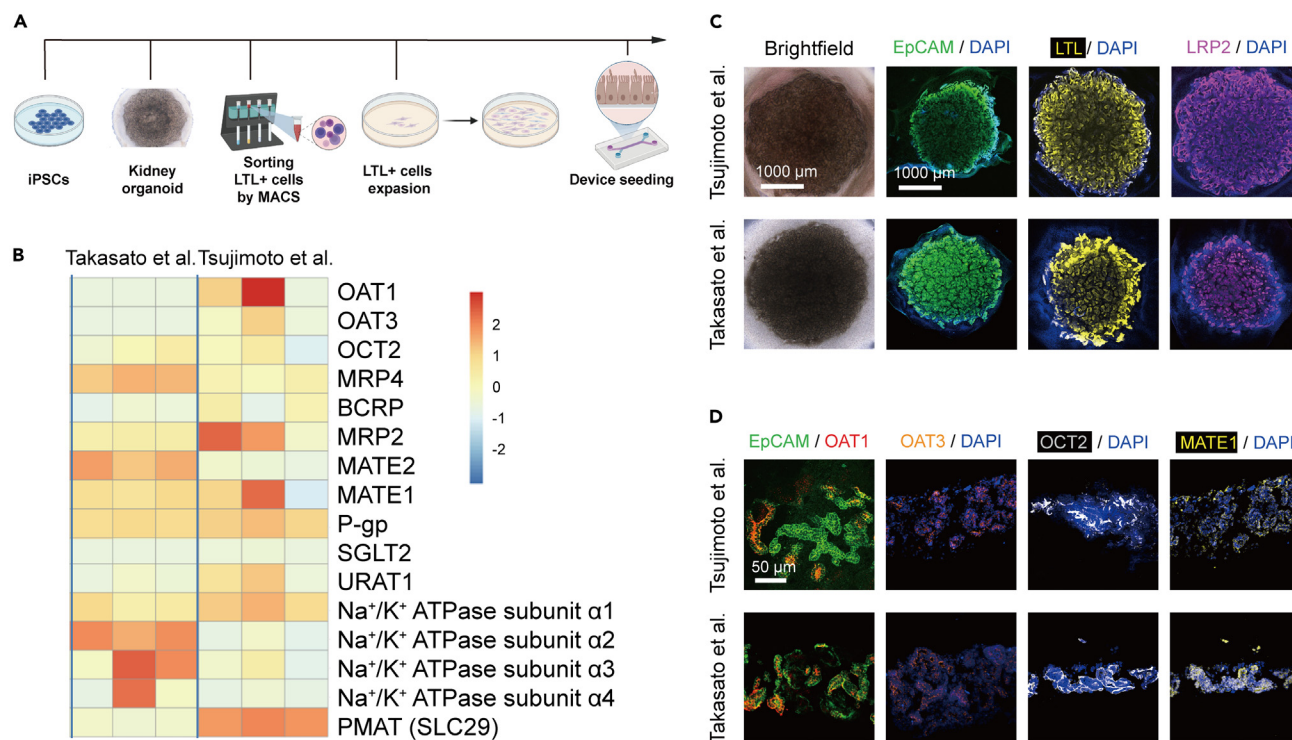 A
iPSCs
Kidney
organoid
Sorting
LTL+ cells
by MACS
LTL+ cells
expasion
Device seeding
B
Takasato et al. Tsujimoto et al.
OAT1
OAT3
OCT2
MRP4
BCRP
MRP2
MATE2
MATE1
P-gp
SGLT2
URAT1
Na⁺/K⁺ ATPase subunit α1
Na⁺/K⁺ ATPase subunit α2
Na⁺/K⁺ ATPase subunit α3
Na⁺/K⁺ ATPase subunit α4
PMAT (SLC29)
2
1
0
-1
-2
C
Brightfield
EpCAM / DAPI
LTL/ DAPI
LRP2 / DAPI
Tsujimoto et al.
1000 µm
1000 µm
Takasato et al.
D
EpCAM / OAT1
OAT3 / DAPI
OCT2 / DAPI
MATE1 / DAPI
Tsujimoto et al.
50 µm
Takasato et al.